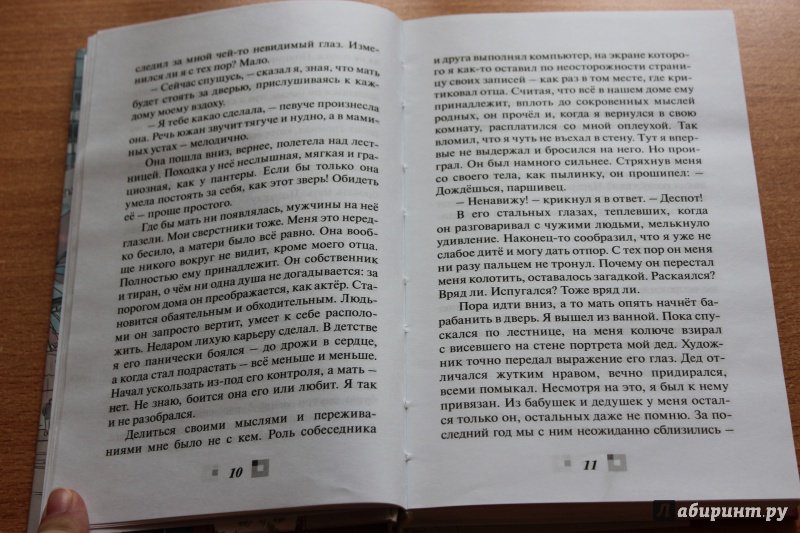 следил за мной чей-то невидимый глаз. Изме-
нился ли я с тех пор? Мало.
— Сейчас спущусь, — сказал я, зная, что мать
будет стоять за дверью, прислушиваясь к каж-
дому моему вздоху.
— Я тебе какао сделала, — певуче произнесла
она. Речь южан звучит тягуче и нудно, а в мами-
ных устах — мелодично.
Она пошла вниз, вернее, полетела над лест-
ницей. Походка у неё неслышная, мягкая и гра-
циозная, как у пантеры. Если бы только она
умела постоять за себя, как этот зверь! Обидеть
её — проще простого.
Где бы мать ни появлялась, мужчины на неё
глазели. Мои сверстники тоже. Меня это неред-
ко бесило, а матери было всё равно. Она вооб-
ще никого вокруг не видит, кроме моего отца.
Полностью ему принадлежит. Он собственник
и тиран, о чём ни одна душа не догадывается: за
порогом дома он преображается, как актёр. Ста-
новится обаятельным и обходительным. Людь-
ми он запросто вертит, умеет к себе располо-
жить. Недаром лихую карьеру сделал. В детстве
я его панически боялся — до дрожи в сердце,
а когда стал подрастать — всё меньше и меньше.
Начал ускользать из-под его контроля, а мать —
нет. Не знаю, боится она его или любит. Я так
и не разобрался.
Делиться своими мыслями и пережива-
ниями мне было не с кем. Роль собеседника
10
и друга выполнял компьютер, на экране которо-
го я как-то оставил по неосторожности страни-
цу своих записей — как раз в том месте, где кри-
тиковал отца. Считая, что всё в нашем доме ему
принадлежит, вплоть до сокровенных мыслей
родных, он прочёл и, когда я вернулся в свою
комнату, расплатился со мной оплеухой. Так
вломил, что я чуть не въехал в стену. Тут я впер-
вые не выдержал и бросился на него. Но проиг-
рал. Он был намного сильнее. Стряхнув меня
со своего тела, как пылинку, он прошипел: —
Дождёшься, паршивец.
— Ненавижу! — крикнул я в ответ. — Деспот!
В его стальных глазах, теплевших, когда
он разговаривал с чужими людьми, мелькнуло
удивление. Наконец-то сообразил, что я уже не
слабое дитё и могу дать отпор. С тех пор он меня
ни разу пальцем не тронул. Почему он перестал
меня колотить, оставалось загадкой. Раскаялся?
Вряд ли. Испугался? Тоже вряд ли.
Пора идти вниз, а то мать опять начнёт ба-
рабанить в дверь. Я вышел из ванной. Пока спу-
скался по лестнице, на меня колюче взирал
с висевшего на стене портрета мой дед. Худож-
ник точно передал выражение его глаз. Дед от-
личался жутким нравом, вечно придирался,
всеми помыкал. Несмотря на это, я был к нему
привязан. Из бабушек и дедушек у меня остал-
ся только он, остальных даже не помню. За по-
следний год мы с ним неожиданно сблизились —
11
Лабиринт.ру